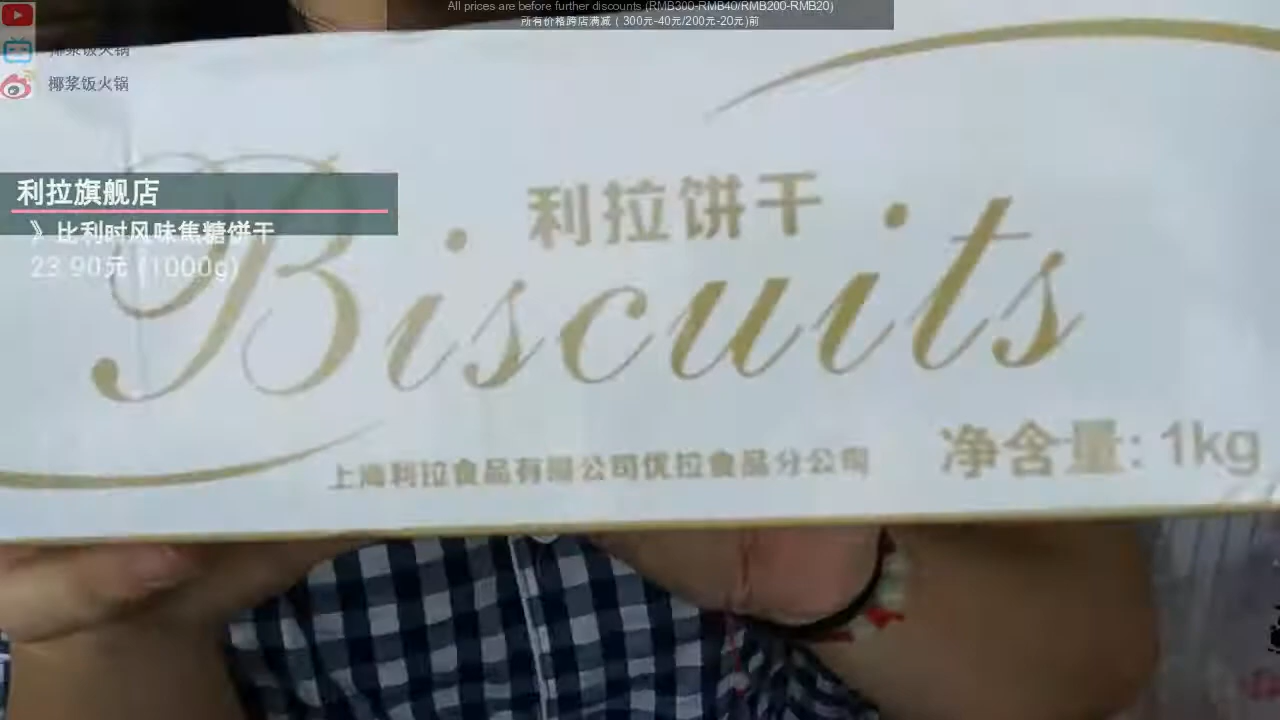 All prices are before further discounts (RMB300-RMB40/RMB200-RMB20)
所有价格跨店满减（300元-40元/200元-20元)前
椰浆饭火锅
椰浆饭火锅
利拉旗舰店
》比利时风味焦糖饼干
23.90元 (1000g)
利拉饼干
Biscuits
净含量: 1kg
上海利拉食品有限公司优拉食品分公司